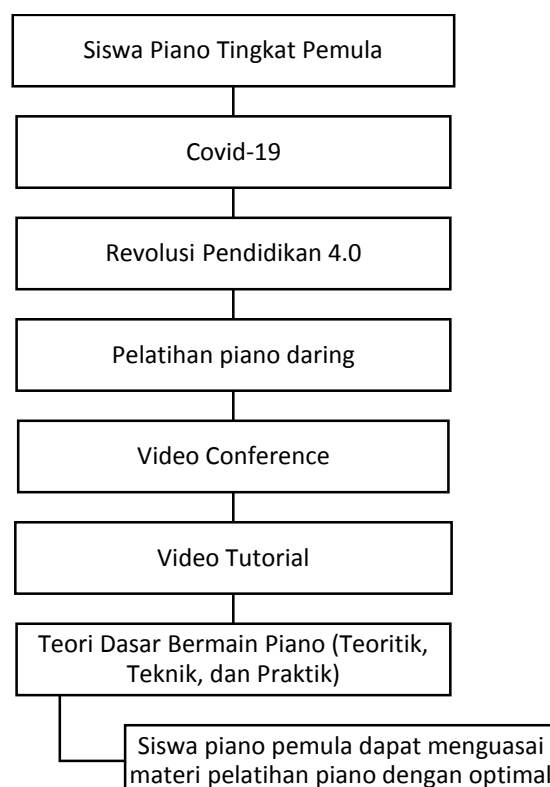 Siswa Piano Tingkat Pemula
Covid-19
Revolusi Pendidikan 4.0
Pelatihan piano daring
Video Conference
Video Tutorial
Teori Dasar Bermain Piano (Teoritik,
Teknik, dan Praktik)
Siswa piano pemula dapat menguasai
materi pelatihan piano dengan optimal